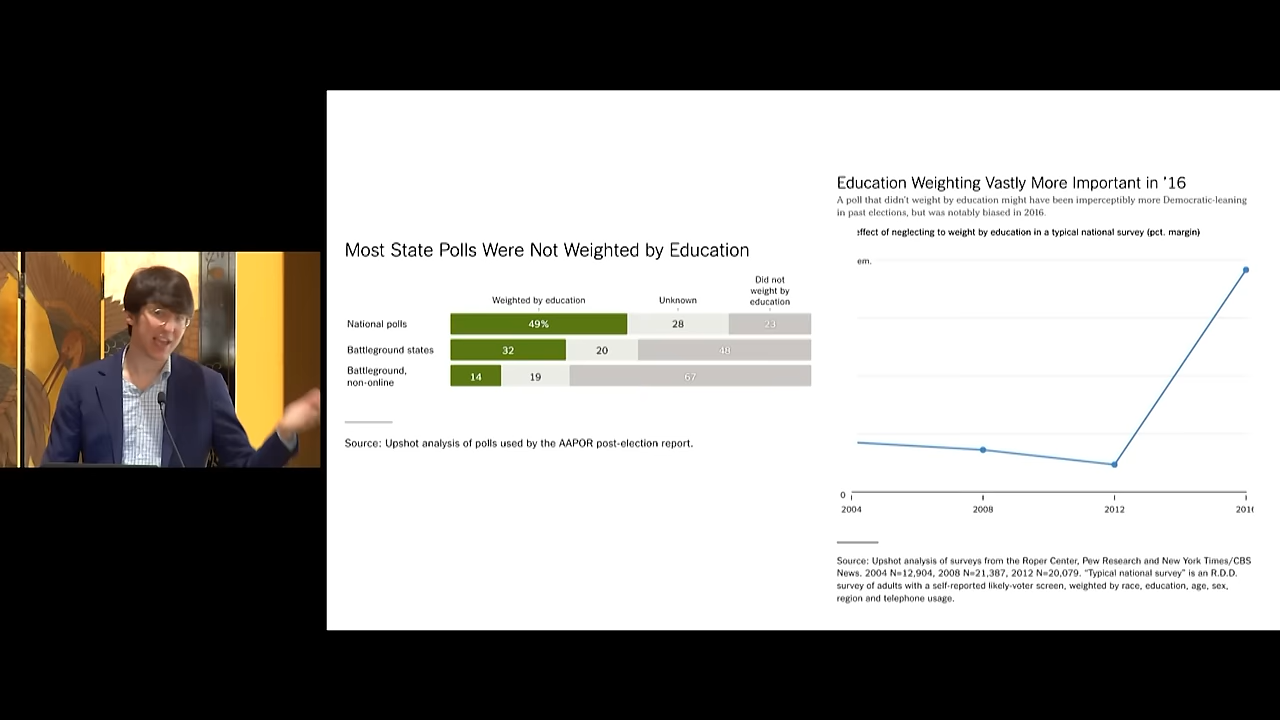 Most State Polls Were Not Weighted by Education
Weighted by education
Unknown
Did not
weight by
education
National polls
49%
28
23
Battleground states
32
20
48
Battleground,
non-online
14
19
67
Source: Upshot analysis of polls used by the AAPOR post-election report.
Education Weighting Vastly More Important in ’16
A poll that didn’t weight by education might have been imperceptibly more Democratic-leaning
in past elections, but was notably biased in 2016.
effect of neglecting to weight by education in a typical national survey (pct. margin)
em.
0
2004
2008
2012
201
Source: Upshot analysis of surveys from the Roper Center, Pew Research and New York Times/CBS
News. 2004 N=12,904, 2008 N=21,387, 2012 N=20,079. “Typical national survey” is an R.D.D.
survey of adults with a self-reported likely-voter screen, weighted by race, education, age, sex,
region and telephone usage.